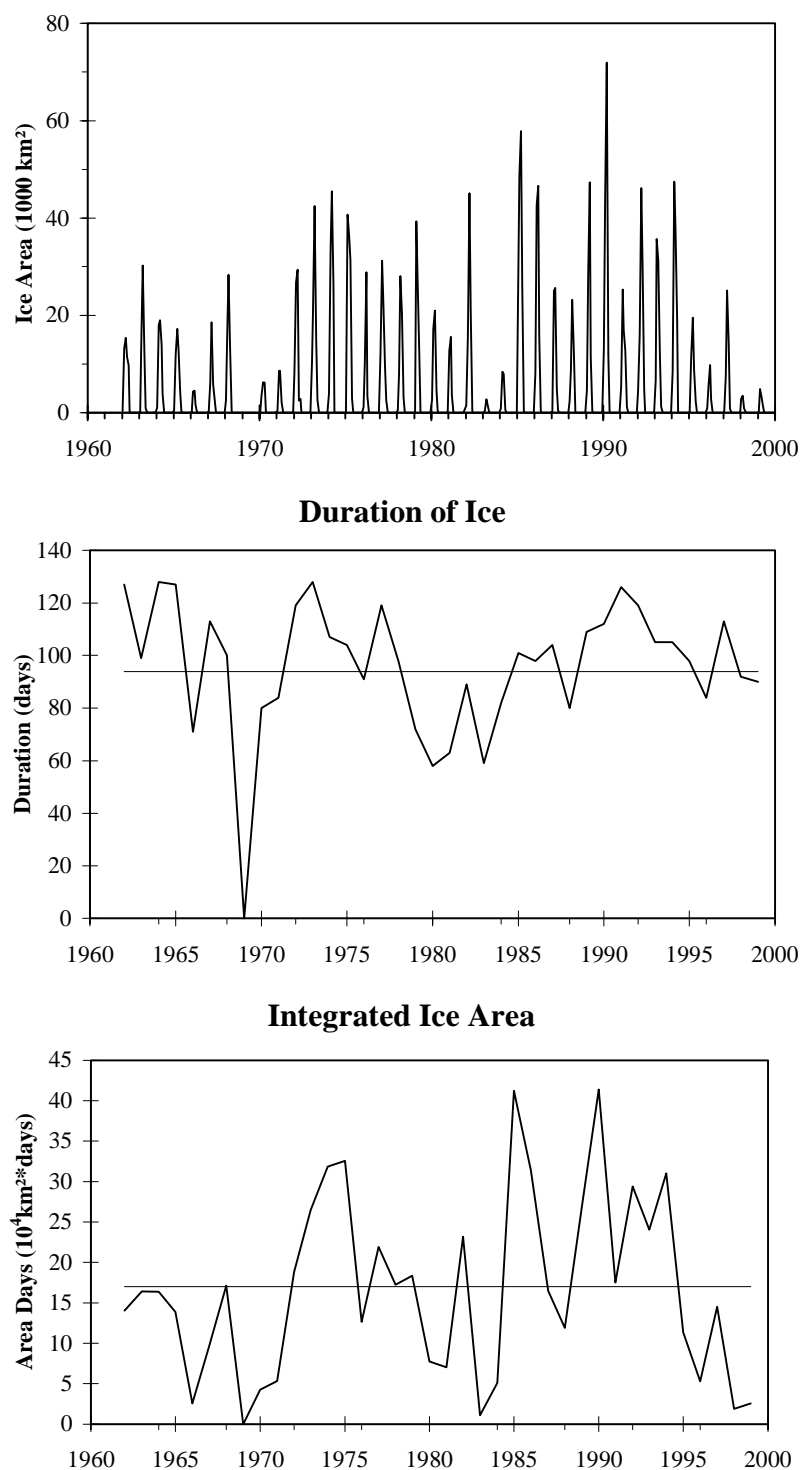 80
60
40
20
0
Ice Area (1000 km²)
1960 1970 1980 1990 2000
Duration of Ice
140
120
100
80
60
40
20
0
Duration (days)
1960 1965 1970 1975 1980 1985 1990 1995 2000
Integrated Ice Area
45
40
35
30
25
20
15
10
5
0
Area Days (10⁴km²*days)
1960 1965 1970 1975 1980 1985 1990 1995 2000